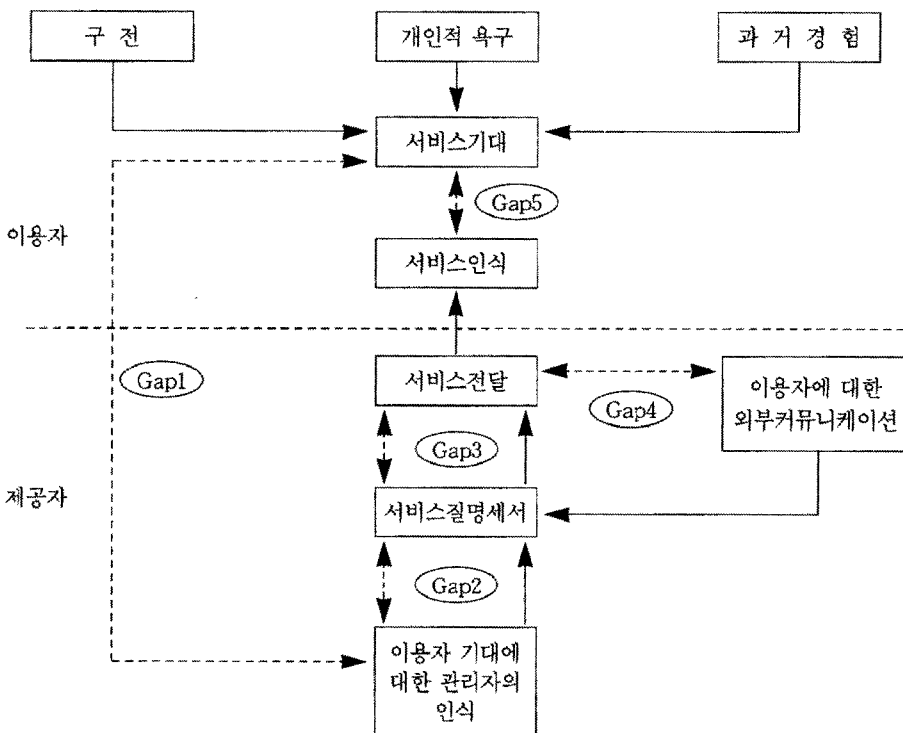 구 전
개인적 욕구
과 거 경 험
서비스기대
Gap5
이용자
서비스인식
Gap1
서비스전달
Gap4
이용자에 대한
외부커뮤니케이션
Gap3
제공자
서비스질명세서
Gap2
이용자 기대에
대한 관리자의
인식